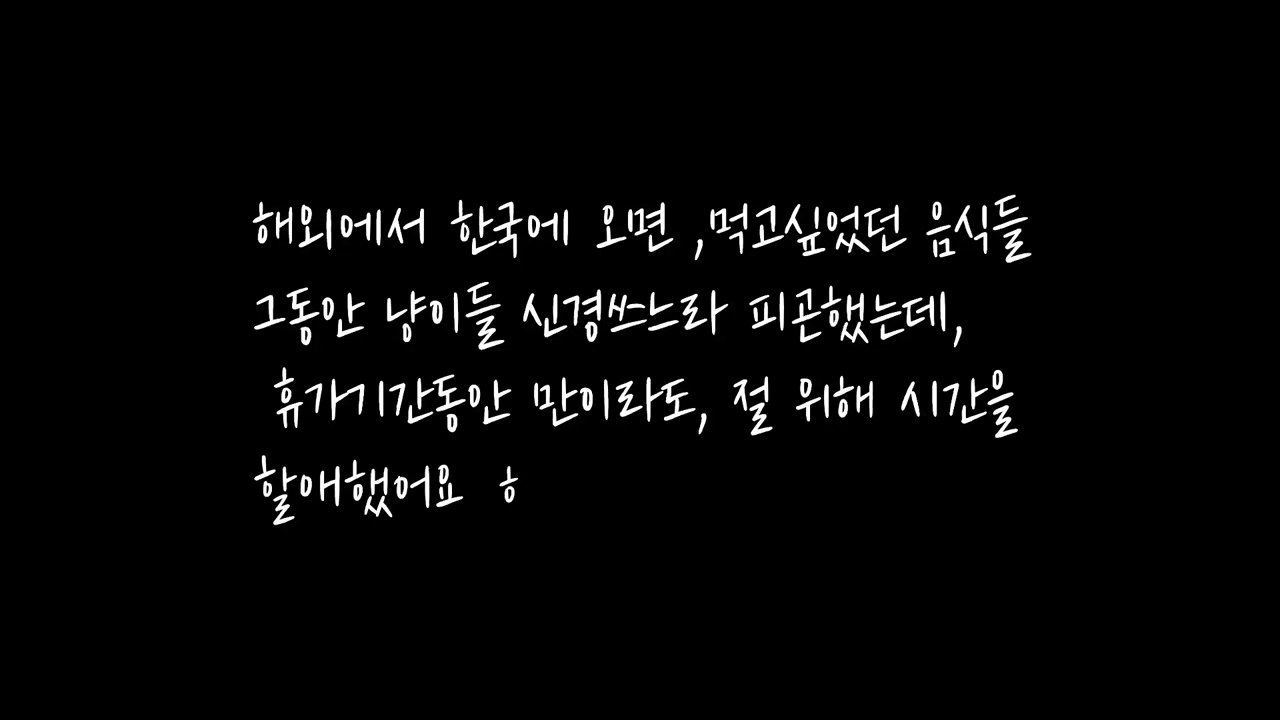 해외에서 한국에 오면 ,먹고싶었던 음식들
그동안 냥이들 신경쓰느라 피곤했는데,
휴가기간동안 만이라도, 절 위해 시간을
할애했어요 ㅎ